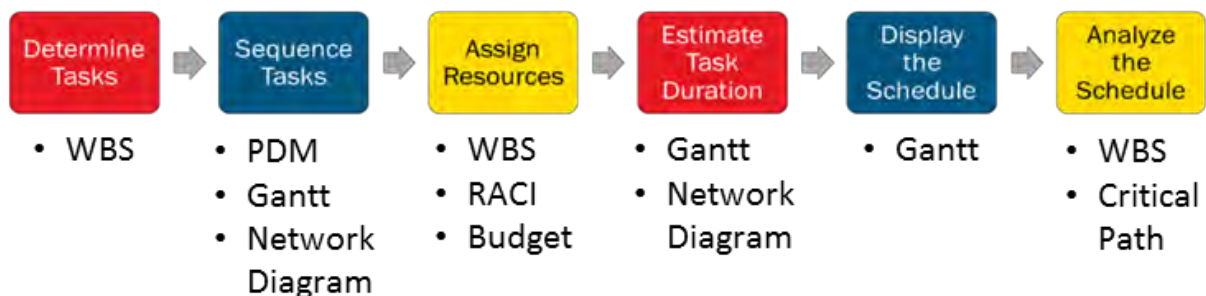 Determine
Tasks
Sequence
Tasks
Assign
Resources
Estimate
Task
Duration
Display
the
Schedule
Analyze
the
Schedule
• WBS
• PDM
• Gantt
• Network
Diagram
• WBS
• RACI
• Budget
• Gantt
• Network
Diagram
• Gantt
• WBS
• Critical
Path